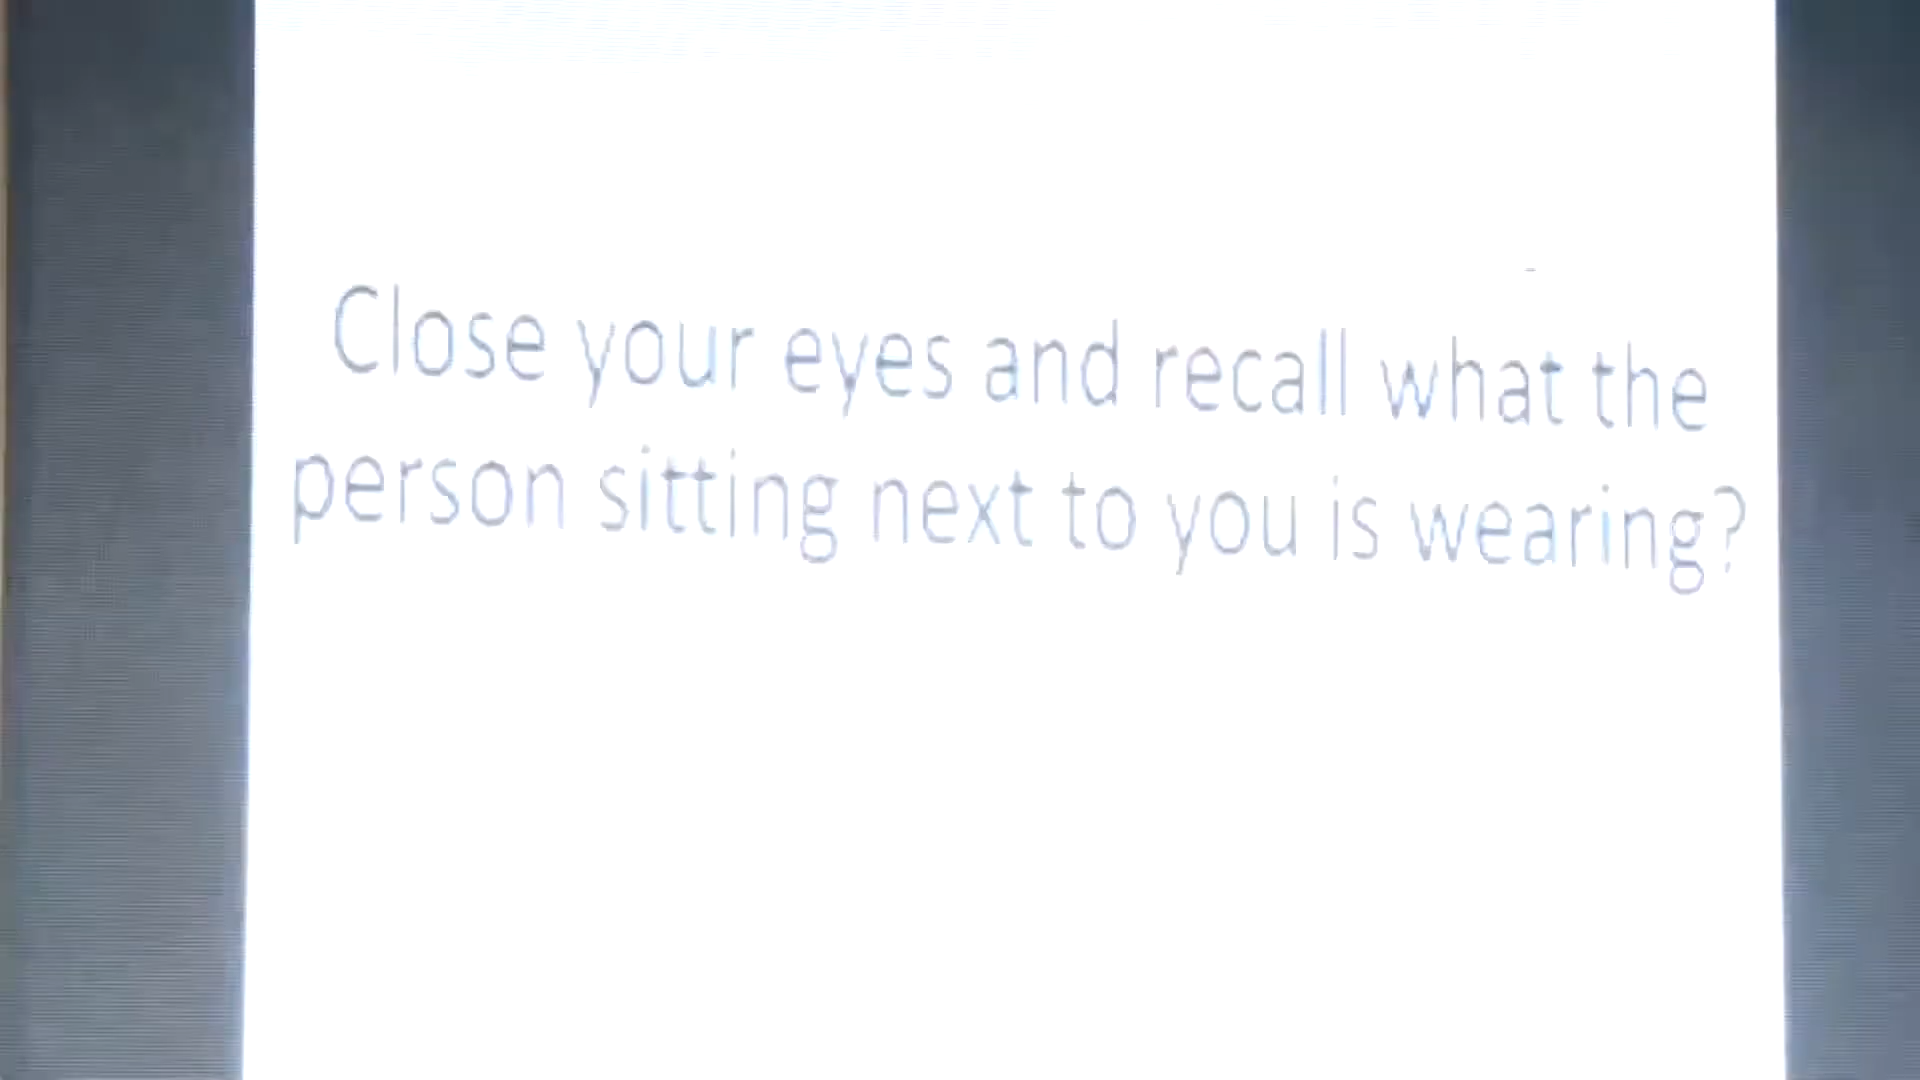 Close your eyes and recall what the
person sitting next to you is wearing?